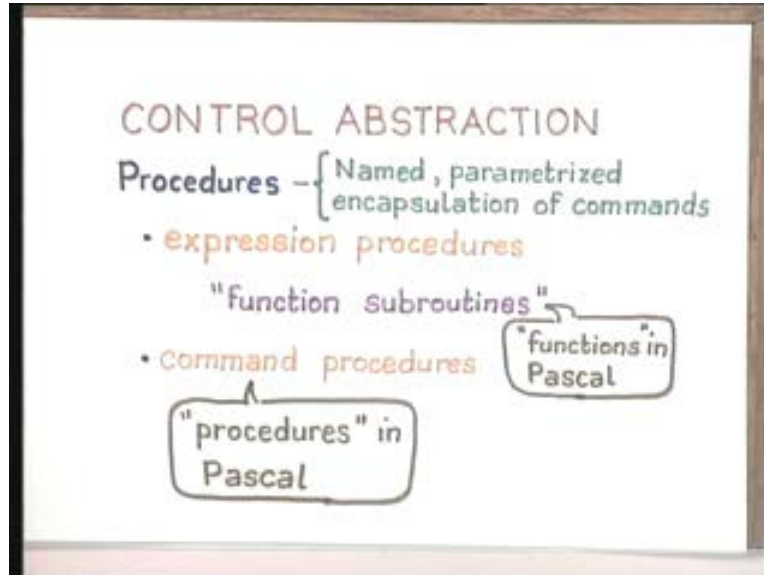 CONTROL ABSTRACTION
Procedures - { Named, parametrized
encapsulation of commands
• expression procedures
"function subroutines"
"functions" in
Pascal
• command procedures
"procedures" in
Pascal